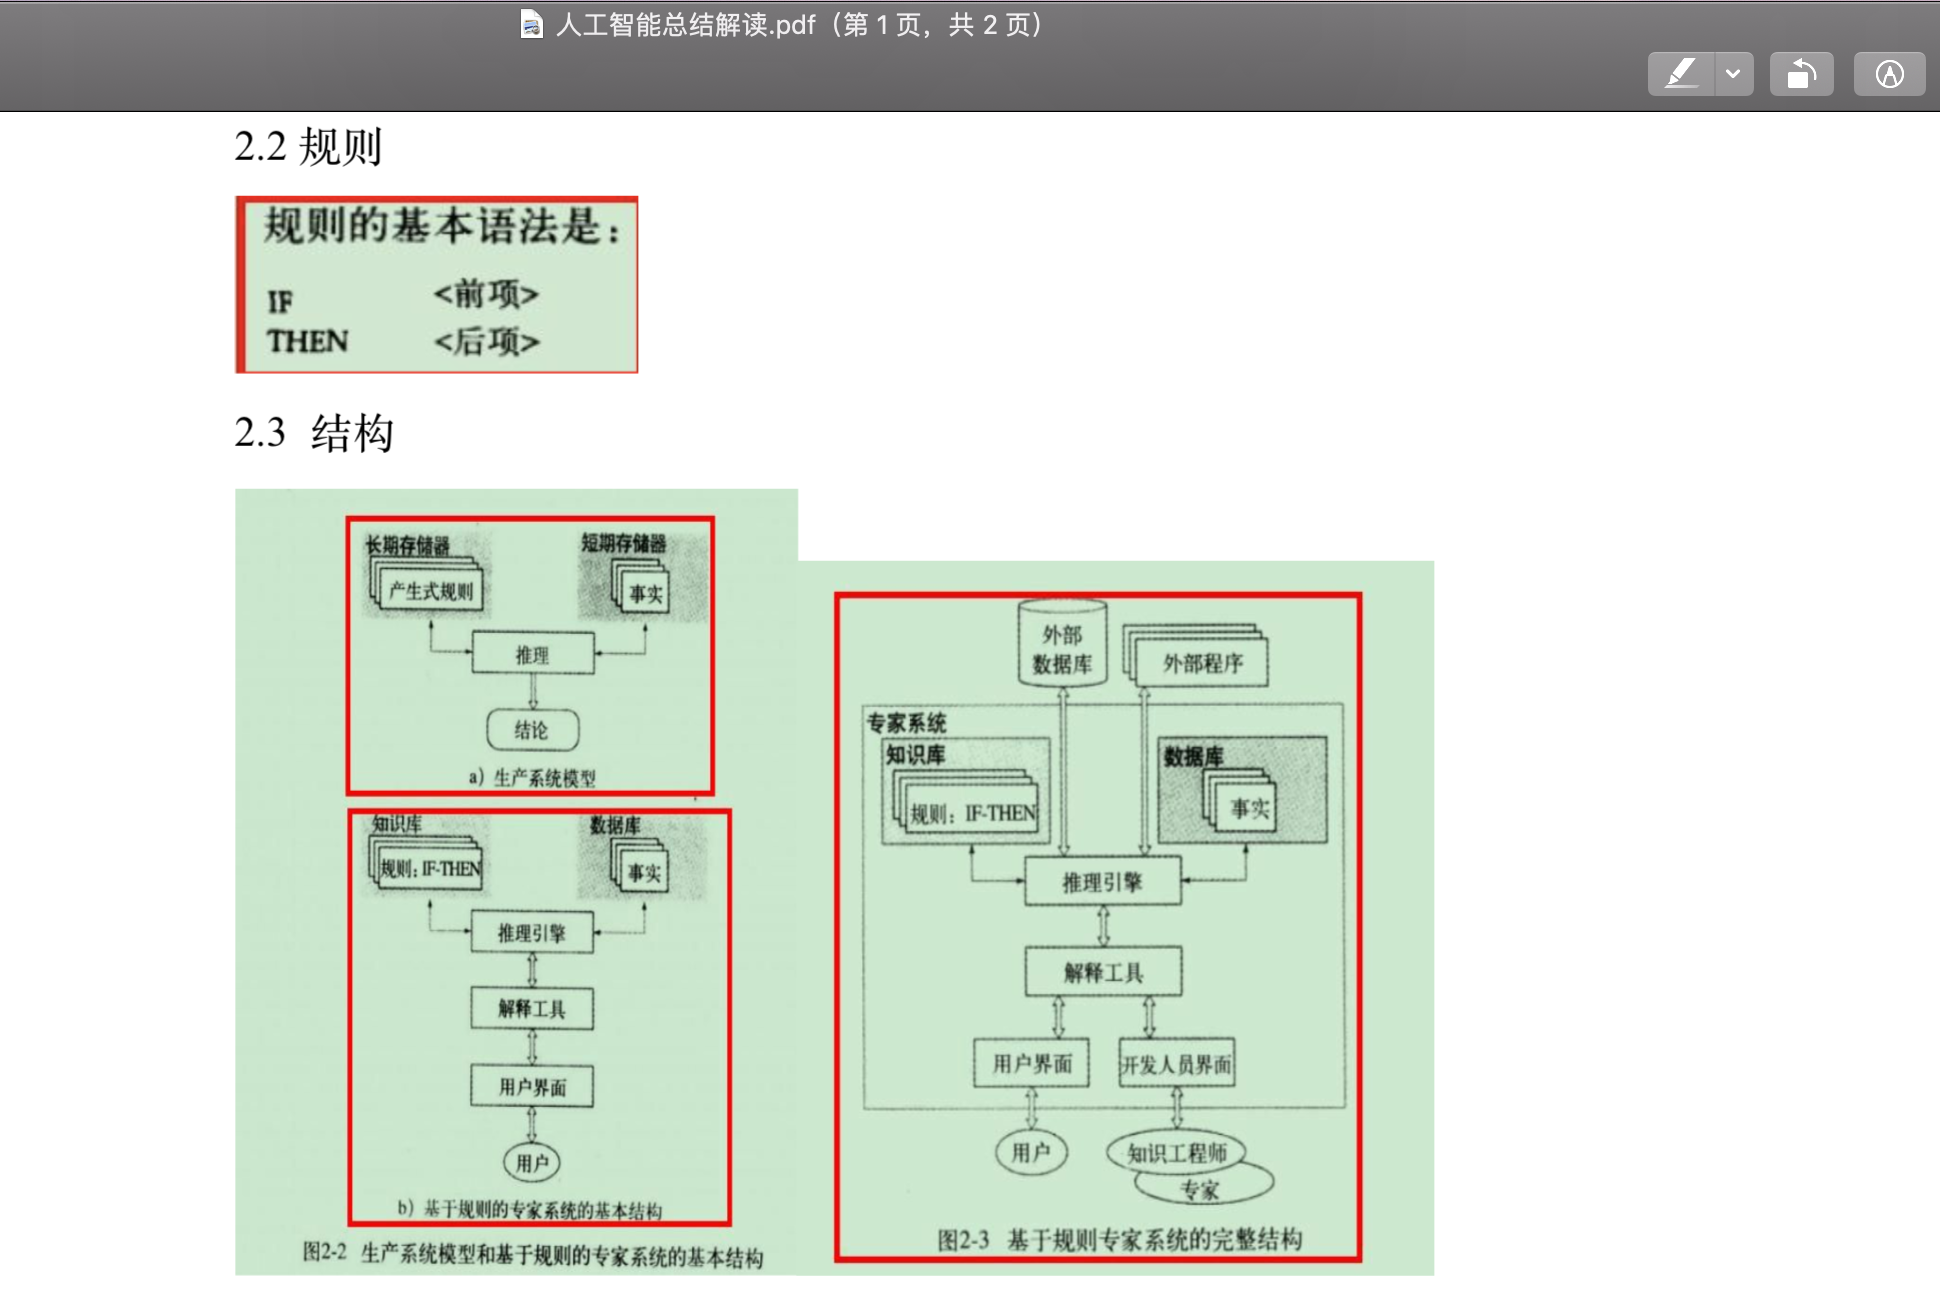 人工智能总结解读.pdf（第 1 页，共 2 页）
2.2 规则
规则的基本语法是：
IF <前项>
THEN <后项>
2.3 结构
长期存储器
短期存储器
产生式规则
事实
推理
结论
a）生产系统模型
知识库
数据库
规则：IF-THEN
事实
推理引擎
解释工具
用户界面
用户
b）基于规则的专家系统的基本结构
图2-2 生产系统模型和基于规则的专家系统的基本结构
外部
数据库
外部程序
专家系统
知识库
数据库
规则：IF-THEN
事实
推理引擎
解释工具
用户界面
开发人员界面
用户
知识工程师
专家
图2-3 基于规则专家系统的完整结构